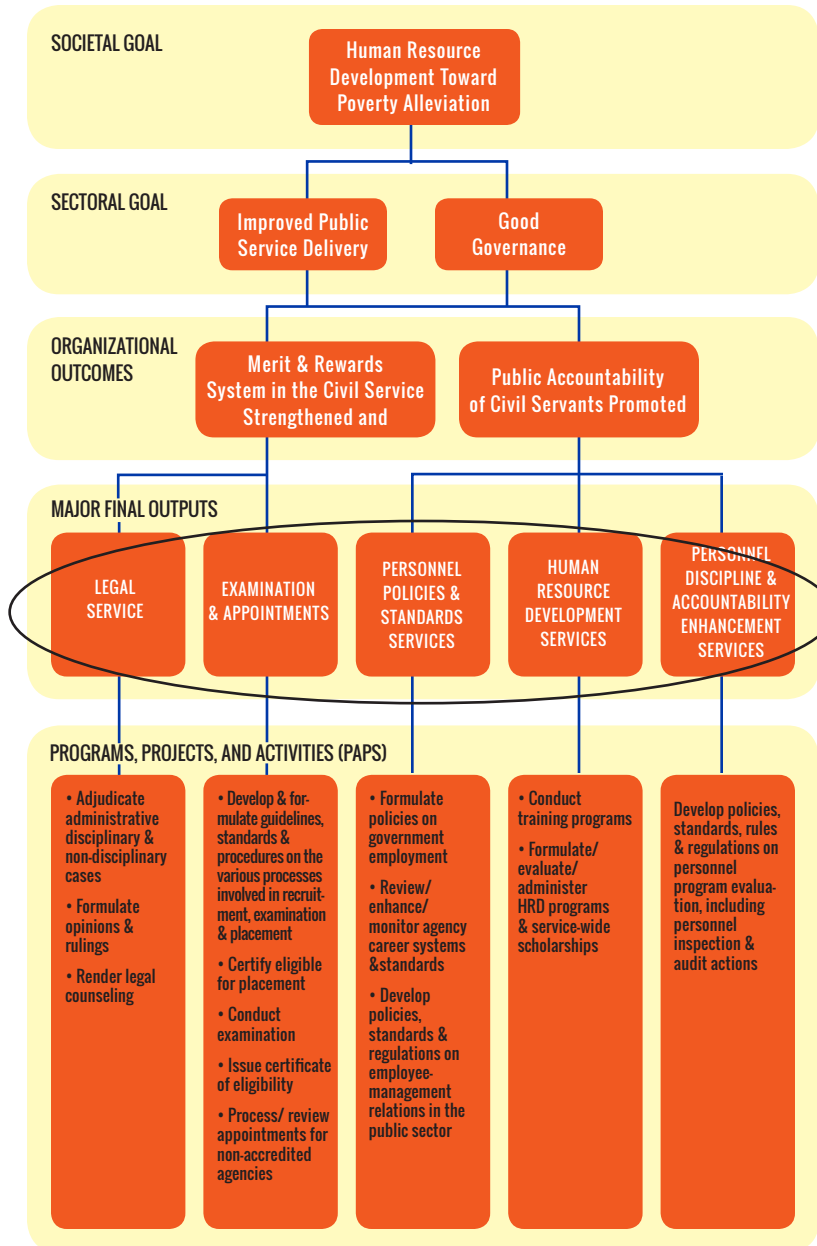 SOCIETAL GOAL
Human Resource
Development Toward
Poverty Alleviation
SECTORAL GOAL
Improved Public
Service Delivery
Good
Governance
ORGANIZATIONAL
OUTCOMES
Merit & Rewards
System in the Civil Service
Strengthened and
Public Accountability
of Civil Servants Promoted
MAJOR FINAL OUTPUTS
LEGAL
SERVICE
EXAMINATION
& APPOINTMENTS
PERSONNEL
POLICIES &
STANDARDS
SERVICES
HUMAN
RESOURCE
DEVELOPMENT
SERVICES
PERSONNEL
DISCIPLINE &
ACCOUNTABILITY
ENHANCEMENT
SERVICES
PROGRAMS, PROJECTS, AND ACTIVITIES (PAPS)
• Adjudicate
administrative
disciplinary &
non-disciplinary
cases
• Formulate
opinions &
rulings
• Render legal
counseling
• Develop & for-
mulate guidelines,
standards &
procedures on the
various processes
involved in recruit-
ment, examination
& placement
• Certify eligible
for placement
• Conduct
examination
• Issue certificate
of eligibility
• Process/ review
appointments for
non-accredited
agencies
• Formulate
policies on
government
employment
• Review/
enhance/
monitor agency
career systems
&standards
• Develop
policies,
standards &
regulations on
employee-
management
relations in the
public sector
• Conduct
training programs
• Formulate/
evaluate/
administer
HRD programs
& service-wide
scholarships
Develop policies,
standards, rules
& regulations on
personnel
program evalua-
tion, including
personnel
inspection &
audit actions